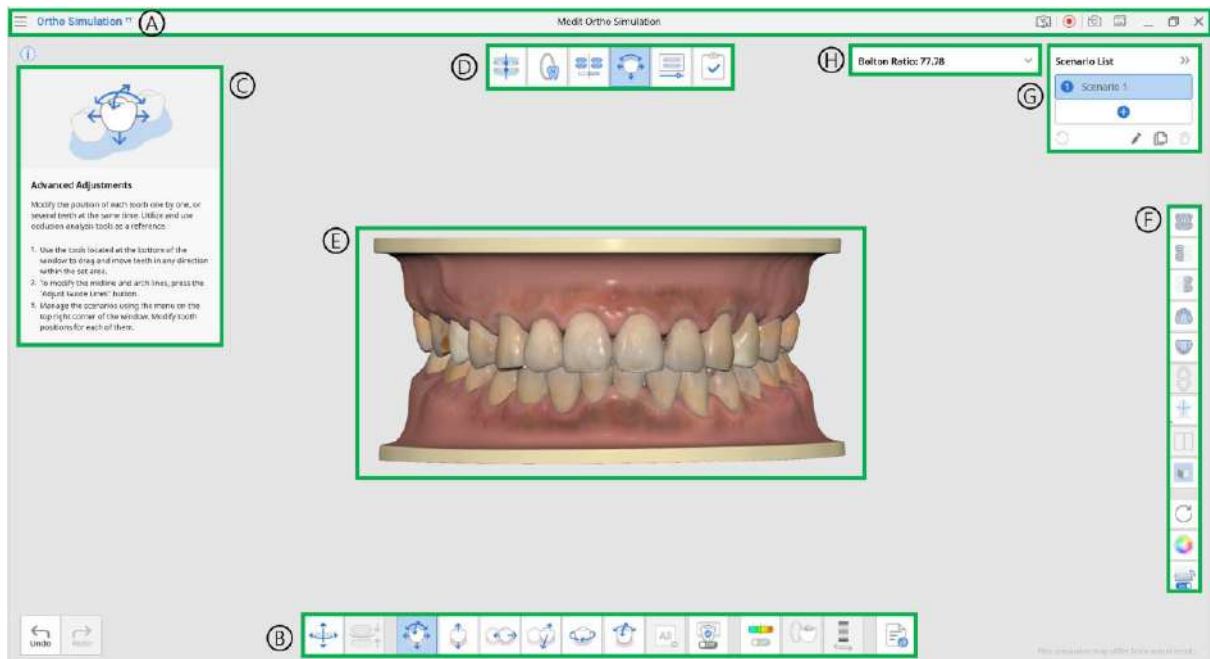 Ortho Simulation
A
Medit Ortho Simulation
C
D
H
Bolton Ratio: 77.78
Scenario List
G
1 Scenario 1
Advanced Adjustments
Modify the position of each tooth one by one, or
several teeth at the same time. Utilize and use
occlusion analysis tools as a reference.
1. Use the tools located at the bottom of the
window to drag and move teeth in any direction
within the set area.
2. To modify the midline and arch lines, press the
"Adjust Guide Lines" button.
3. Manage the scenarios using the menu on the
top right corner of the window. Modify tooth
positions for each of them.
E
F
Undo
Redo
B
All